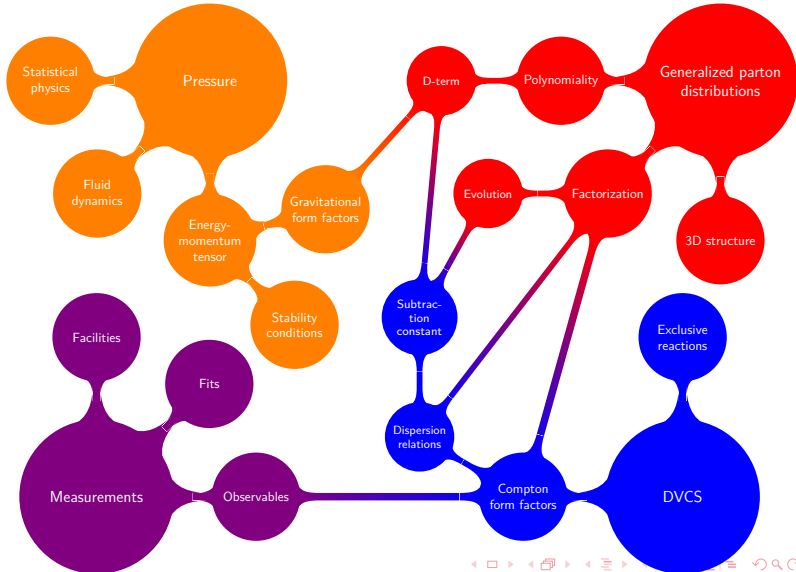 Statistical
physics
Pressure
D-term
Polynomiality
Generalized parton
distributions
Fluid
dynamics
Gravitational
form factors
Evolution
Factorization
Energy-
momentum
tensor
3D structure
Stability
conditions
Subtrac-
tion
constant
Facilities
Exclusive
reactions
Fits
Dispersion
relations
Measurements
Observables
Compton
form factors
DVCS